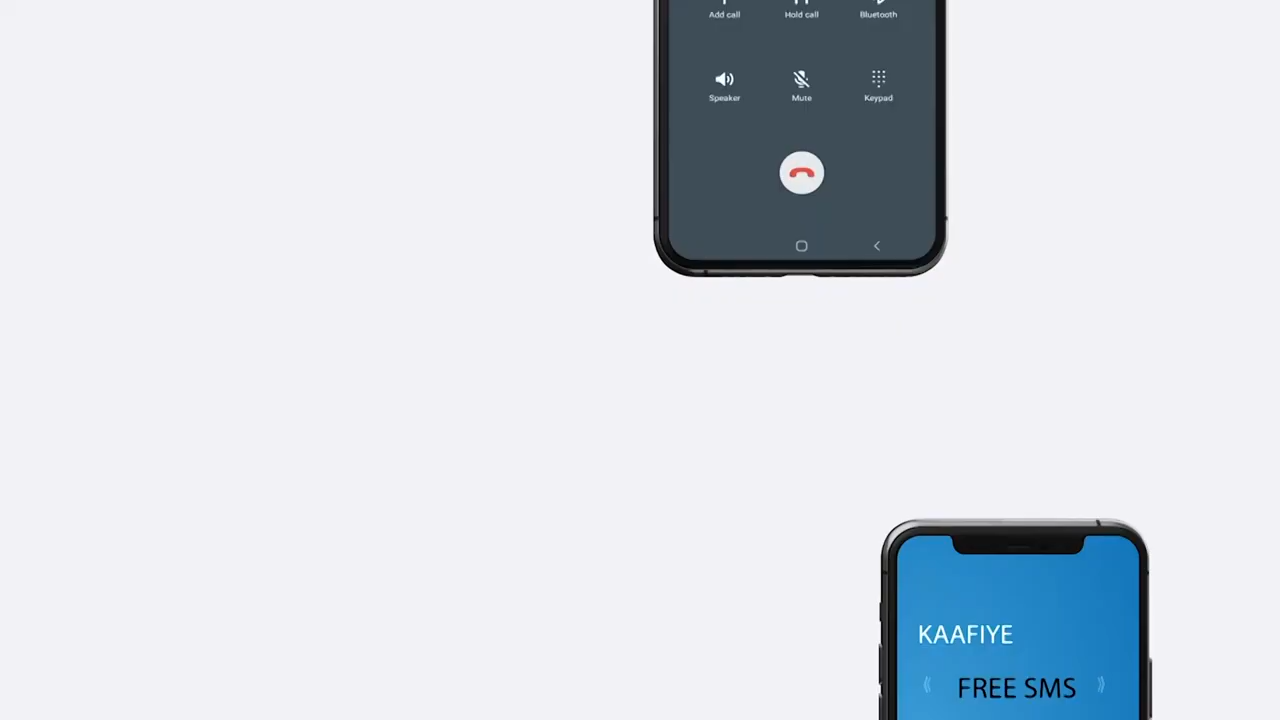 Add call Hold call Bluetooth
Speaker Mute Keypad
KAAFIYE
FREE SMS